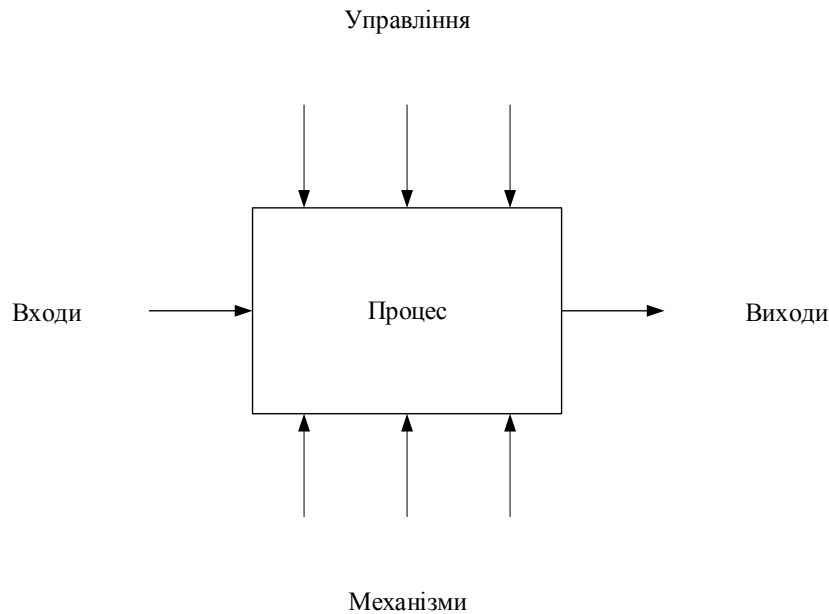 Управління
Входи
Процес
Виходи
Механізми